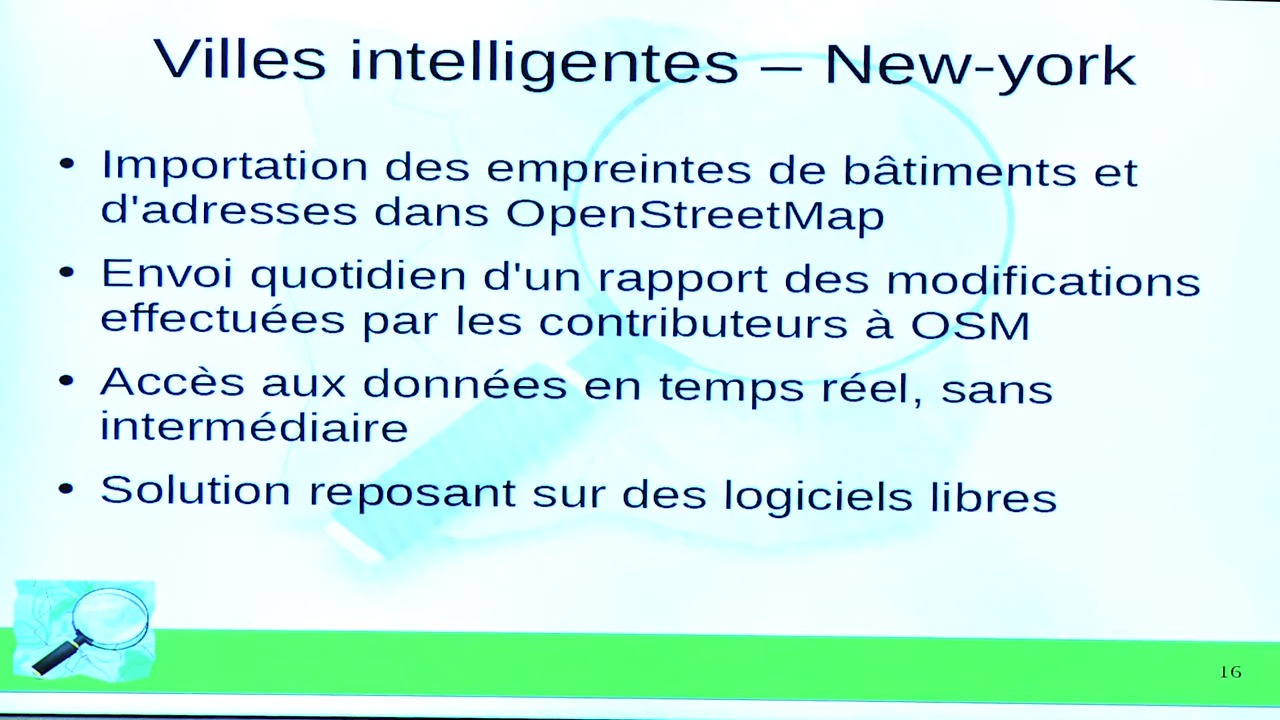 Villes intelligentes – New-york
• Importation des empreintes de bâtiments et
d'adresses dans OpenStreetMap
• Envoi quotidien d'un rapport des modifications
effectuées par les contributeurs à OSM
• Accès aux données en temps réel, sans
intermédiaire
• Solution reposant sur des logiciels libres
16